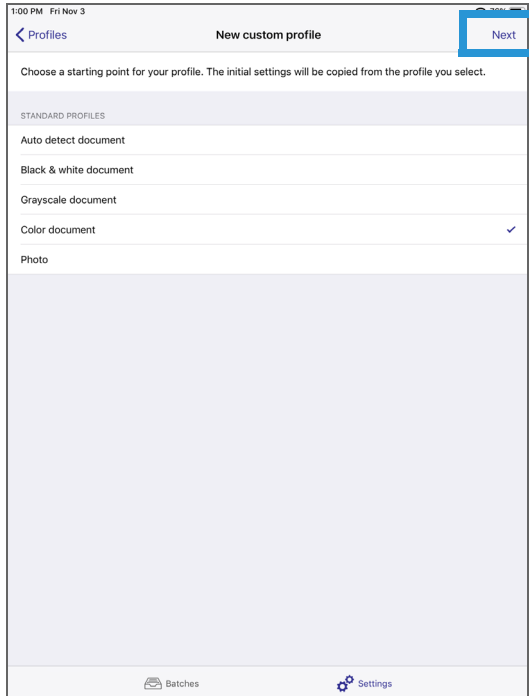 1:00 PM Fri Nov 3
Profiles
New custom profile
Next
Choose a starting point for your profile. The initial settings will be copied from the profile you select.
STANDARD PROFILES
Auto detect document
Black & white document
Grayscale document
Color document
Photo
Batches
Settings